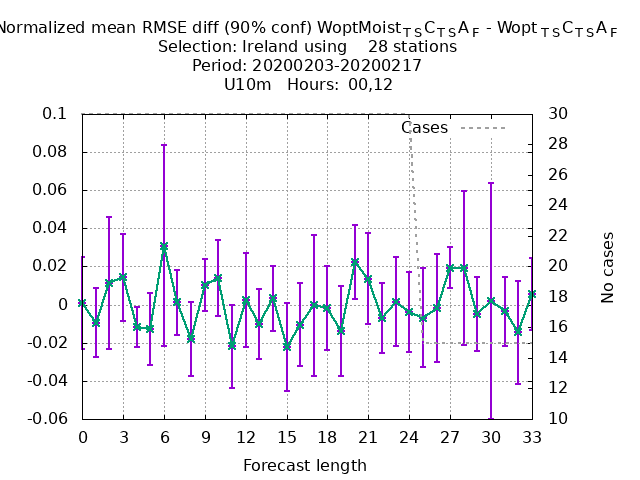 Normalized mean RMSE diff (90% conf) WoptMoist_TS C_TS A_F - Wopt_TS C_TS A_F
Selection: Ireland using 28 stations
Period: 20200203-20200217
U10m Hours: 00,12
0.1 30
Cases
28
0.08
26
0.06
24
0.04
22
0.02 20
No cases
0 18
16
-0.02
14
-0.04
12
-0.06 10
0 3 6 9 12 15 18 21 24 27 30 33
Forecast length